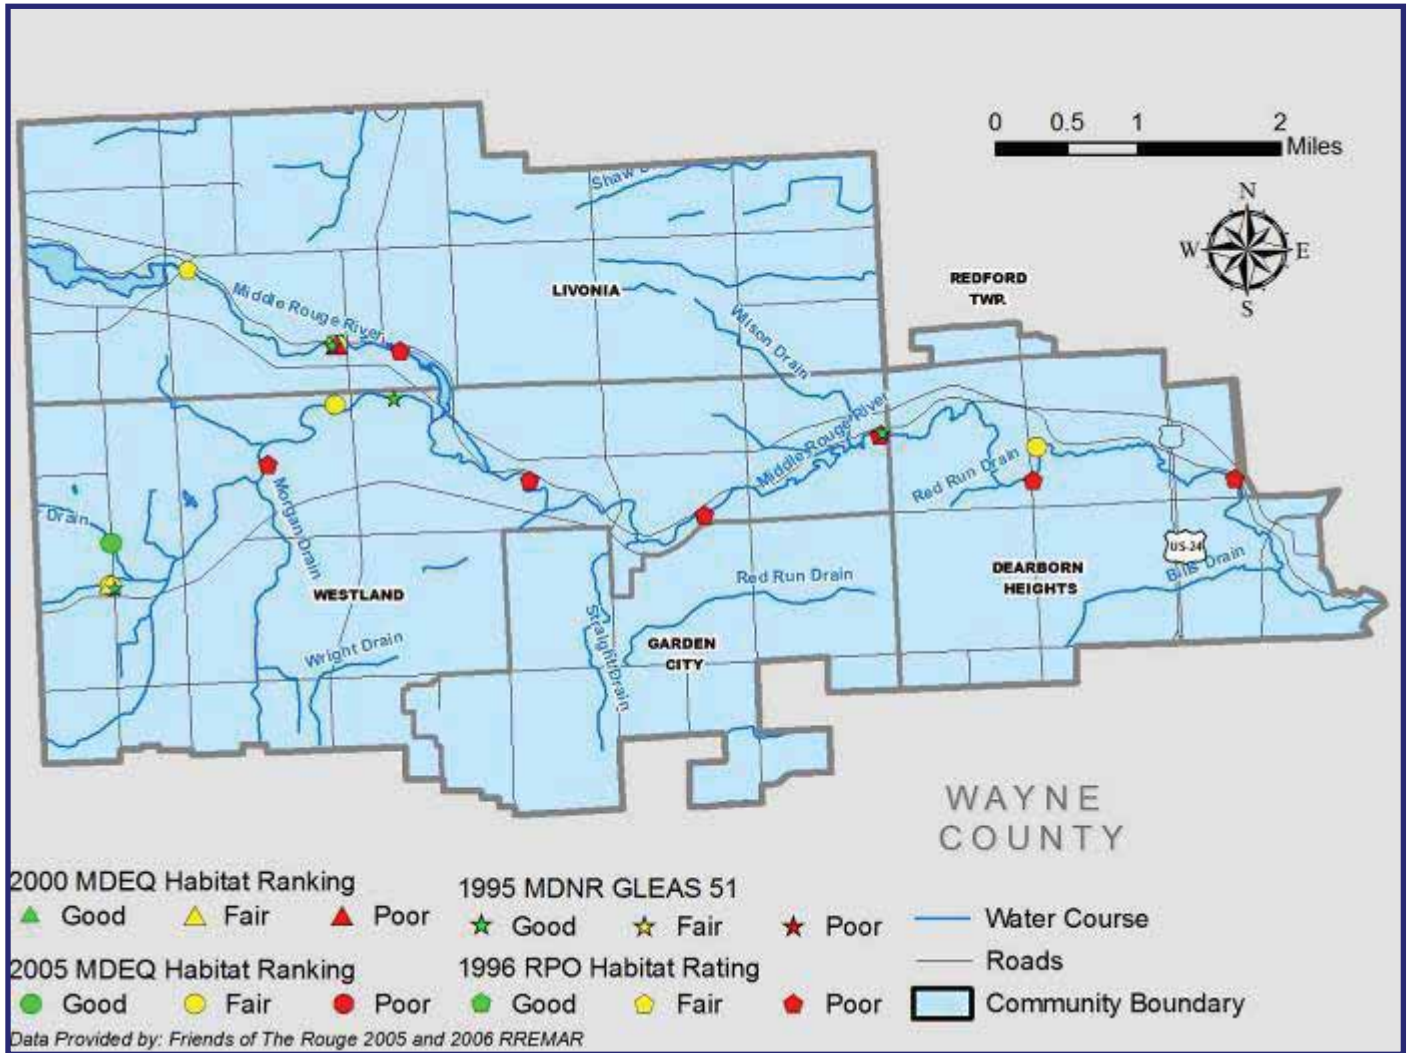 0 0.5 1 2
Miles
N
W E
S
Shaw
LIVONIA
REDFORD
TWP.
Middle Rouge River
Wilson Drain
Middle Rouge River
Red Run Drain
Drain
Morgan Drain
US-24
Bills Drain
WESTLAND
Red Run Drain
DEARBORN
HEIGHTS
Straight Drain
Wright Drain
GARDEN
CITY
WAYNE
COUNTY
2000 MDEQ Habitat Ranking
Good Fair Poor
2005 MDEQ Habitat Ranking
Good Fair Poor
1995 MDNR GLEAS 51
Good Fair Poor
1996 RPO Habitat Rating
Good Fair Poor
Water Course
Roads
Community Boundary
Data Provided by: Friends of The Rouge 2005 and 2006 RREMAR